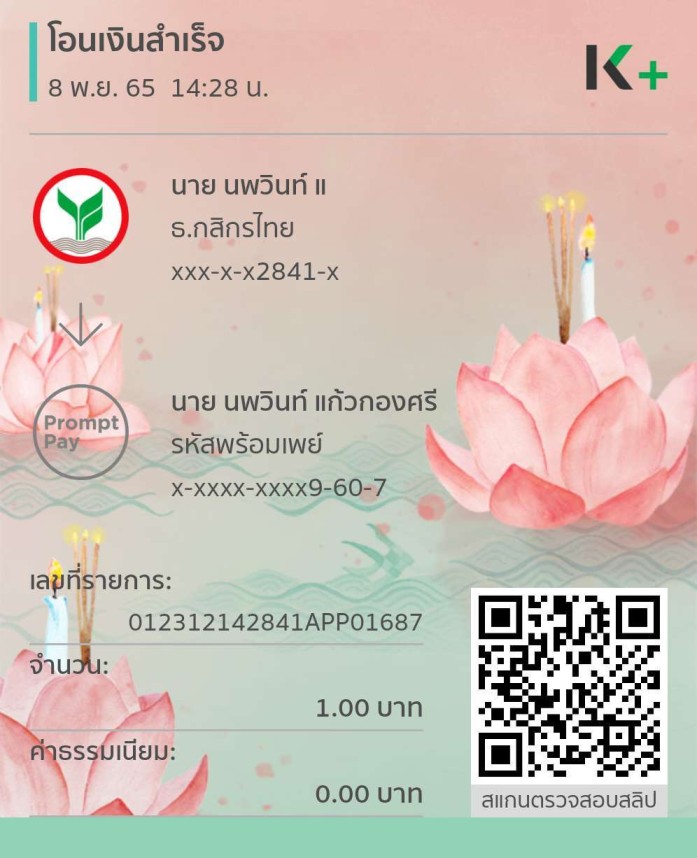 โอนเงินสำเร็จ
8 พ.ย. 65 14:28 น.
K+
นาย นพวินท์ แ
ธ.กสิกรไทย
xxx-x-x2841-x
Prompt
Pay
นาย นพวินท์ แก้วกองศรี
รหัสพร้อมเพย์
x-xxxx-xxxx9-60-7
เลขที่รายการ:
012312142841APP01687
จำนวน:
1.00 บาท
ค่าธรรมเนียม:
0.00 บาท
สแกนตรวจสอบสลิป